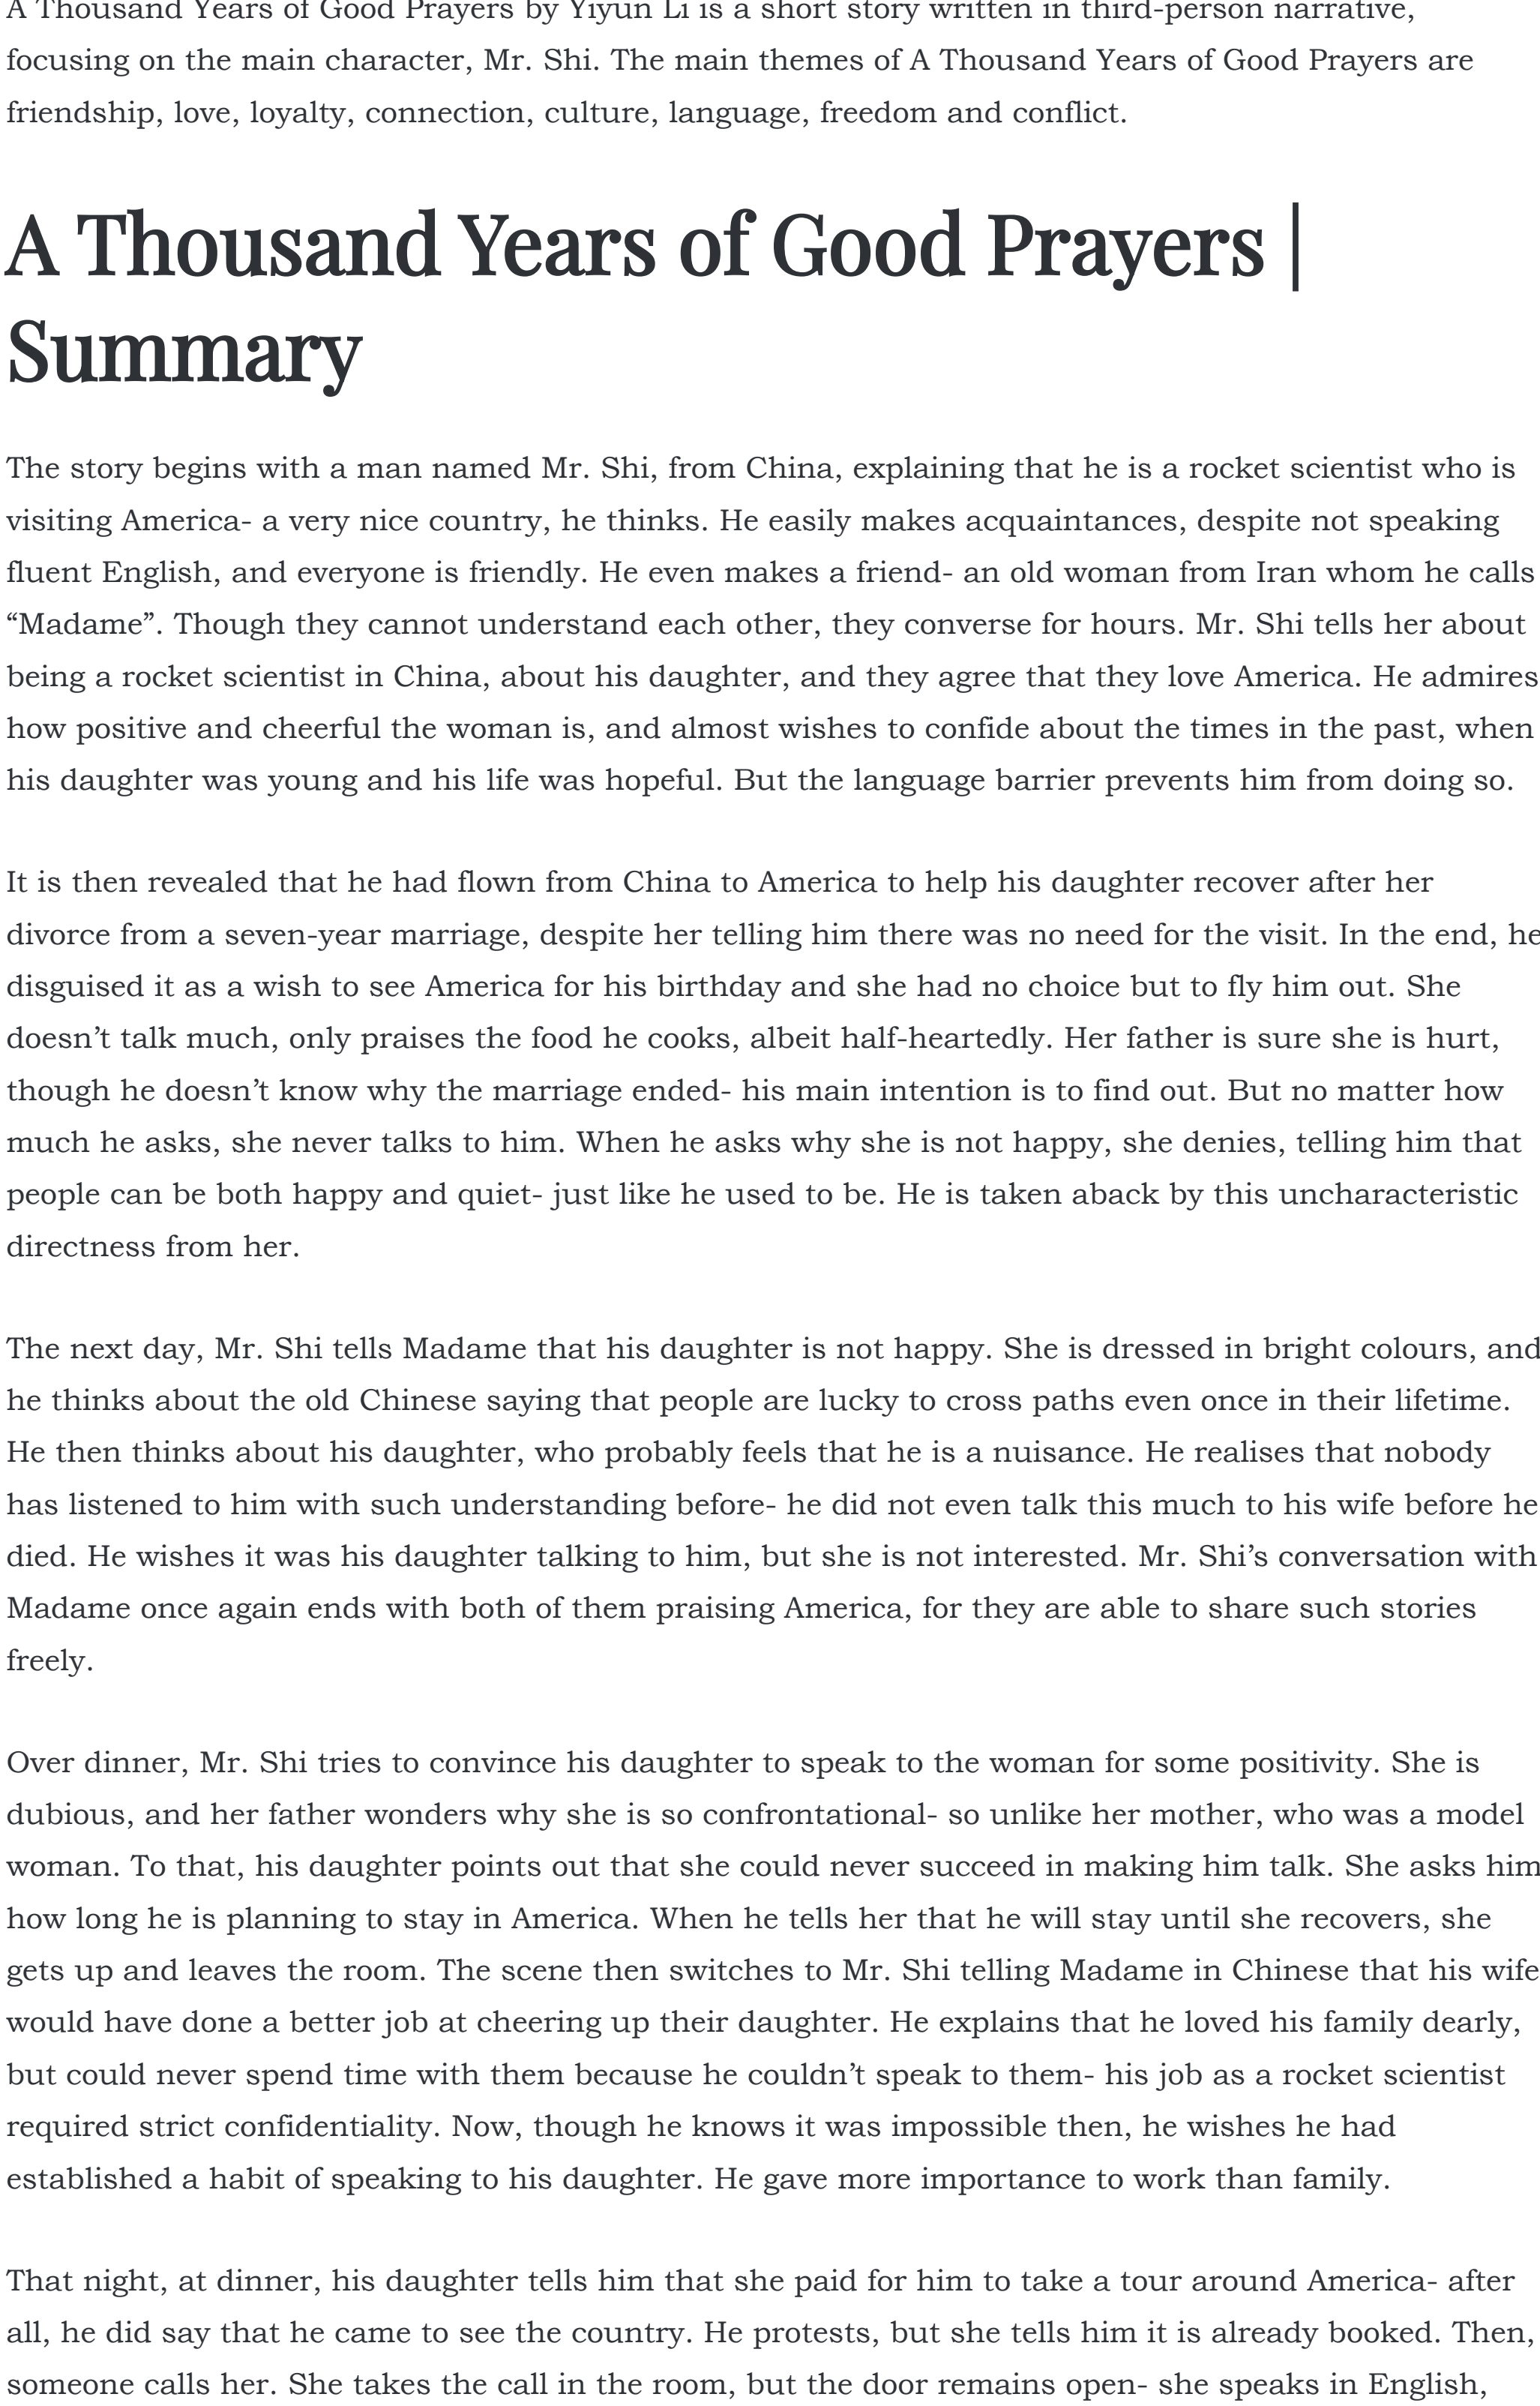 A Thousand Years of Good Prayers by Yiyun Li is a short story written in third-person narrative,
focusing on the main character, Mr. Shi. The main themes of A Thousand Years of Good Prayers are
friendship, love, loyalty, connection, culture, language, freedom and conflict.
A Thousand Years of Good Prayers |
Summary
The story begins with a man named Mr. Shi, from China, explaining that he is a rocket scientist who is
visiting America- a very nice country, he thinks. He easily makes acquaintances, despite not speaking
fluent English, and everyone is friendly. He even makes a friend- an old woman from Iran whom he calls
“Madame”. Though they cannot understand each other, they converse for hours. Mr. Shi tells her about
being a rocket scientist in China, about his daughter, and they agree that they love America. He admires
how positive and cheerful the woman is, and almost wishes to confide about the times in the past, when
his daughter was young and his life was hopeful. But the language barrier prevents him from doing so.
It is then revealed that he had flown from China to America to help his daughter recover after her
divorce from a seven-year marriage, despite her telling him there was no need for the visit. In the end, he
disguised it as a wish to see America for his birthday and she had no choice but to fly him out. She
doesn’t talk much, only praises the food he cooks, albeit half-heartedly. Her father is sure she is hurt,
though he doesn’t know why the marriage ended- his main intention is to find out. But no matter how
much he asks, she never talks to him. When he asks why she is not happy, she denies, telling him that
people can be both happy and quiet- just like he used to be. He is taken aback by this uncharacteristic
directness from her.
The next day, Mr. Shi tells Madame that his daughter is not happy. She is dressed in bright colours, and
he thinks about the old Chinese saying that people are lucky to cross paths even once in their lifetime.
He then thinks about his daughter, who probably feels that he is a nuisance. He realises that nobody
has listened to him with such understanding before- he did not even talk this much to his wife before he
died. He wishes it was his daughter talking to him, but she is not interested. Mr. Shi’s conversation with
Madame once again ends with both of them praising America, for they are able to share such stories
freely.
Over dinner, Mr. Shi tries to convince his daughter to speak to the woman for some positivity. She is
dubious, and her father wonders why she is so confrontational- so unlike her mother, who was a model
woman. To that, his daughter points out that she could never succeed in making him talk. She asks him
how long he is planning to stay in America. When he tells her that he will stay until she recovers, she
gets up and leaves the room. The scene then switches to Mr. Shi telling Madame in Chinese that his wife
would have done a better job at cheering up their daughter. He explains that he loved his family dearly,
but could never spend time with them because he couldn’t speak to them- his job as a rocket scientist
required strict confidentiality. Now, though he knows it was impossible then, he wishes he had
established a habit of speaking to his daughter. He gave more importance to work than family.
That night, at dinner, his daughter tells him that she paid for him to take a tour around America- after
all, he did say that he came to see the country. He protests, but she tells him it is already booked. Then,
someone calls her. She takes the call in the room, but the door remains open- she speaks in English,